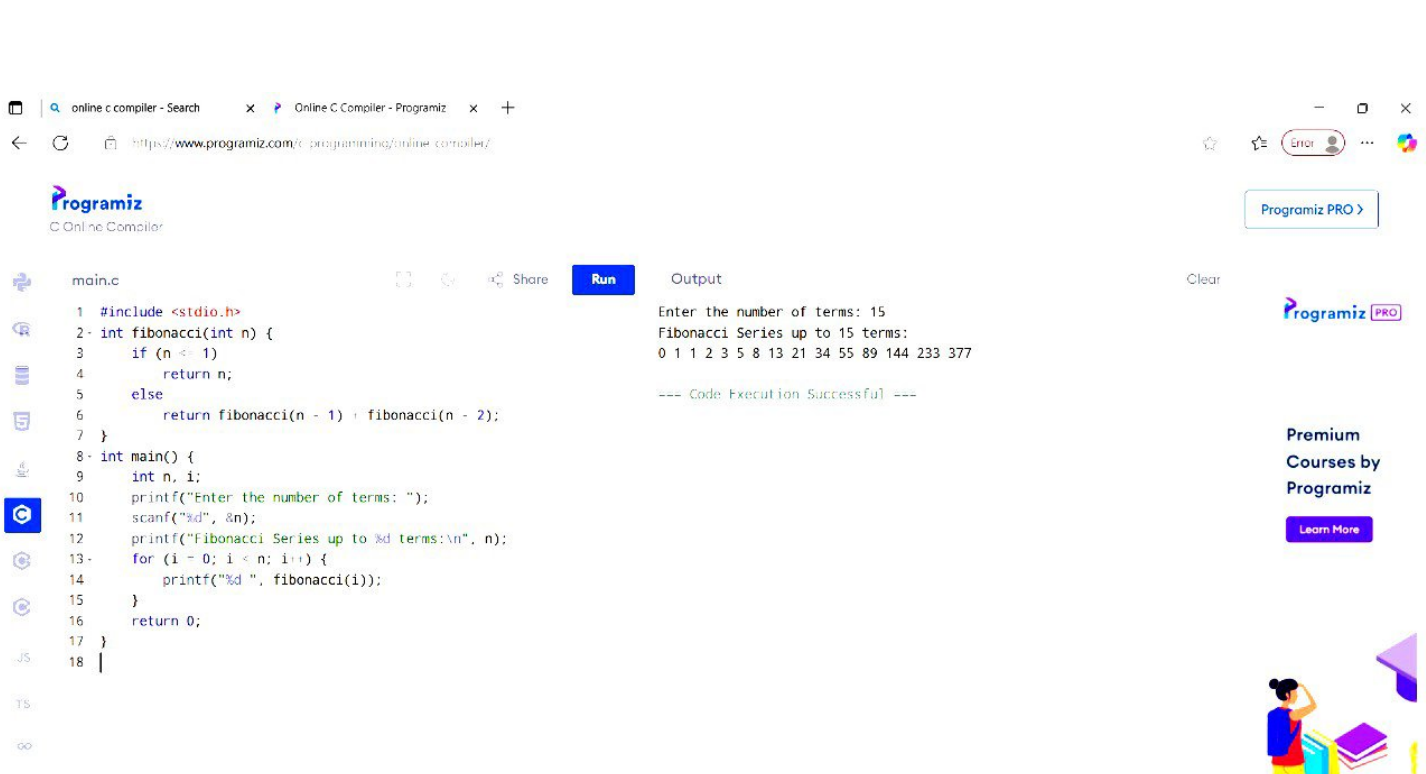 online c compiler - Search
Online C Compiler - Programiz
https://www.programiz.com/c-programming/online-compiler/
Error
Programiz
C Online Compiler
Programiz PRO >
main.c
Share
Run
Output
Clear
1 #include <stdio.h>
2 int fibonacci(int n) {
3 if (n <= 1)
4 return n;
5 else
6 return fibonacci(n - 1) + fibonacci(n - 2);
7 }
8 int main() {
9 int n, i;
10 printf("Enter the number of terms: ");
11 scanf("%d", &n);
12 printf("Fibonacci Series up to %d terms:\n", n);
13 for (i = 0; i < n; i++) {
14 printf("%d ", fibonacci(i));
15 }
16 return 0;
17 }
18
Enter the number of terms: 15
Fibonacci Series up to 15 terms:
0 1 1 2 3 5 8 13 21 34 55 89 144 233 377
=== Code Execution Successful ===
Programiz PRO
Premium
Courses by
Programiz
Learn More
JS
TS
GO